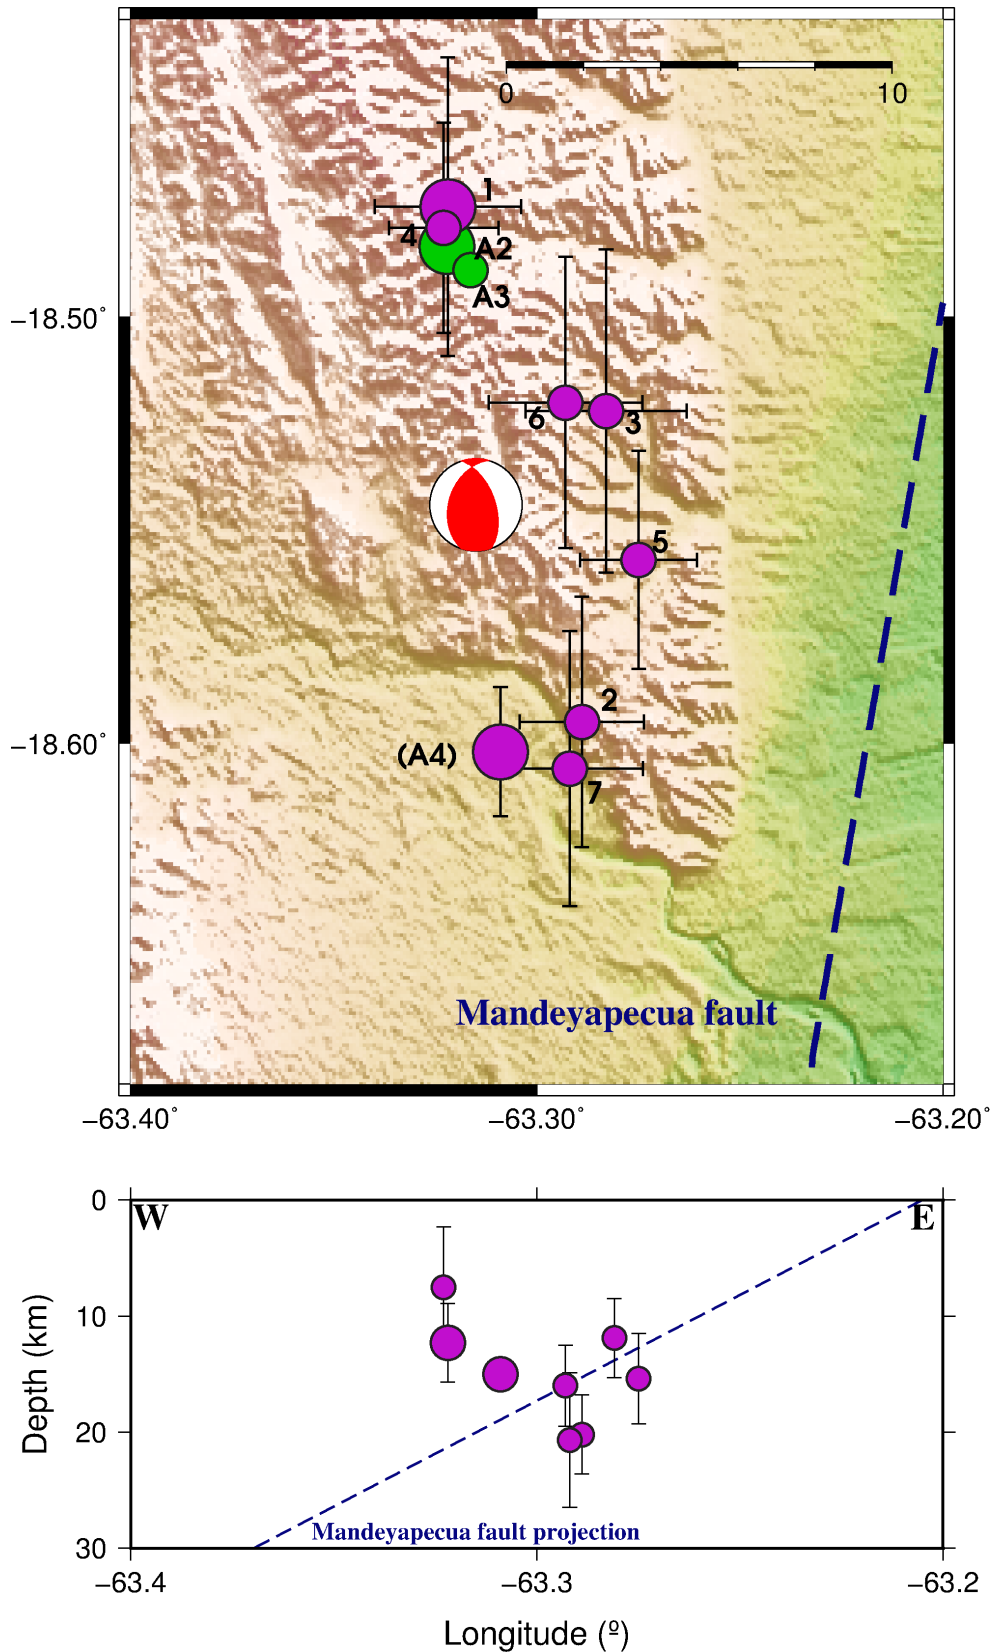 0 10
1
4
A2
A3
−18.50°
6
3
5
2
−18.60°
(A4)
7
Mandeyapecua fault
−63.40° −63.30° −63.20°
0
W E
10
Depth (km)
20
Mandeyapecua fault projection
30
−63.4 −63.3 −63.2
Longitude (º)